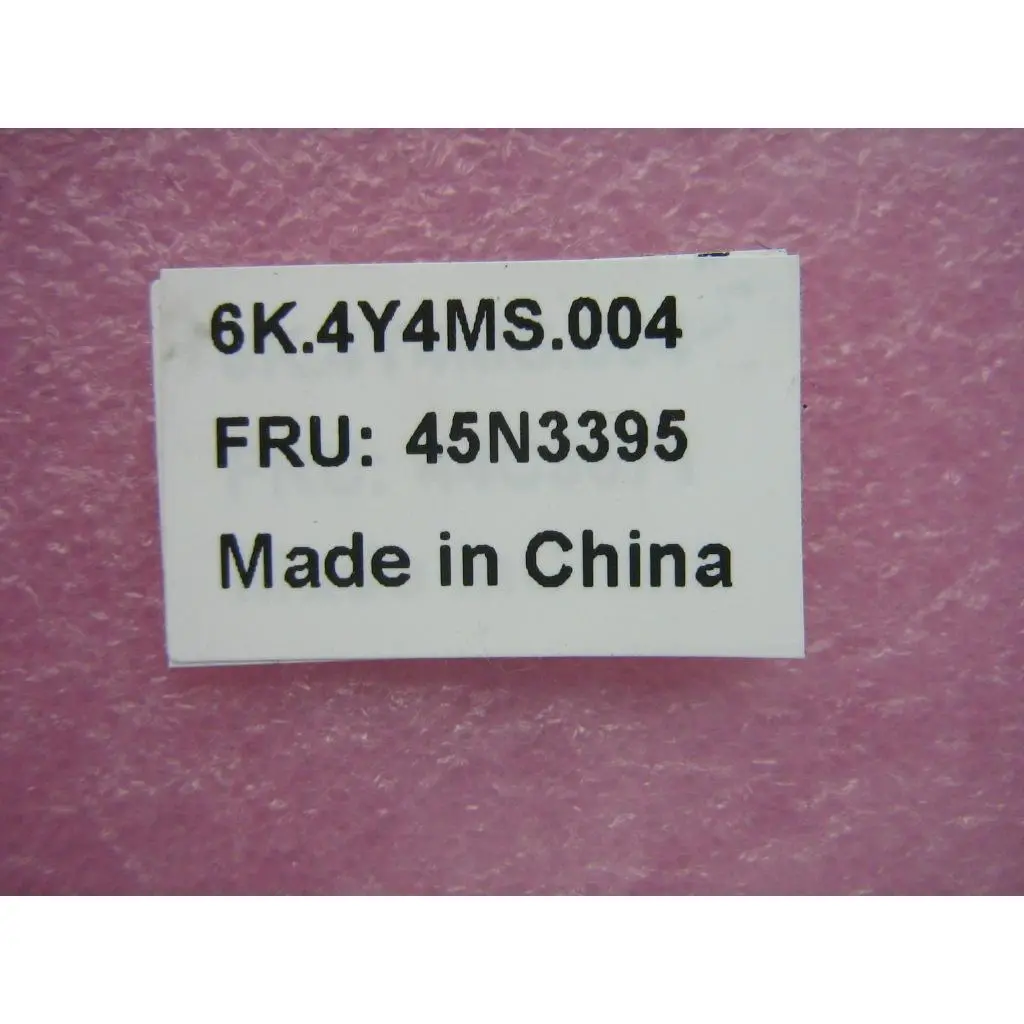 6K.4Y4MS.004
FRU: 45N3395
Made in China